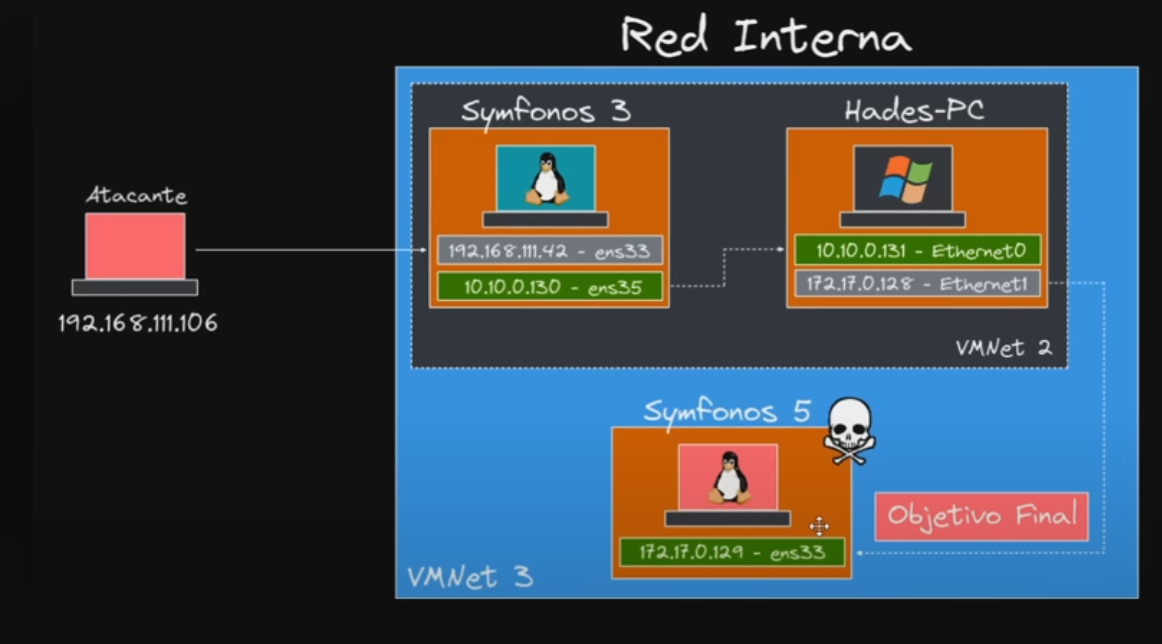 Red Interna
Symfonos 3
Hades-PC
Atacante
192.168.111.106
192.168.111.42 - ens33
10.10.0.130 - ens35
10.10.0.131 - Ethernet0
172.17.0.128 - Ethernet1
VMNet 2
Symfonos 5
Objetivo Final
172.17.0.129 - ens33
VMNet 3